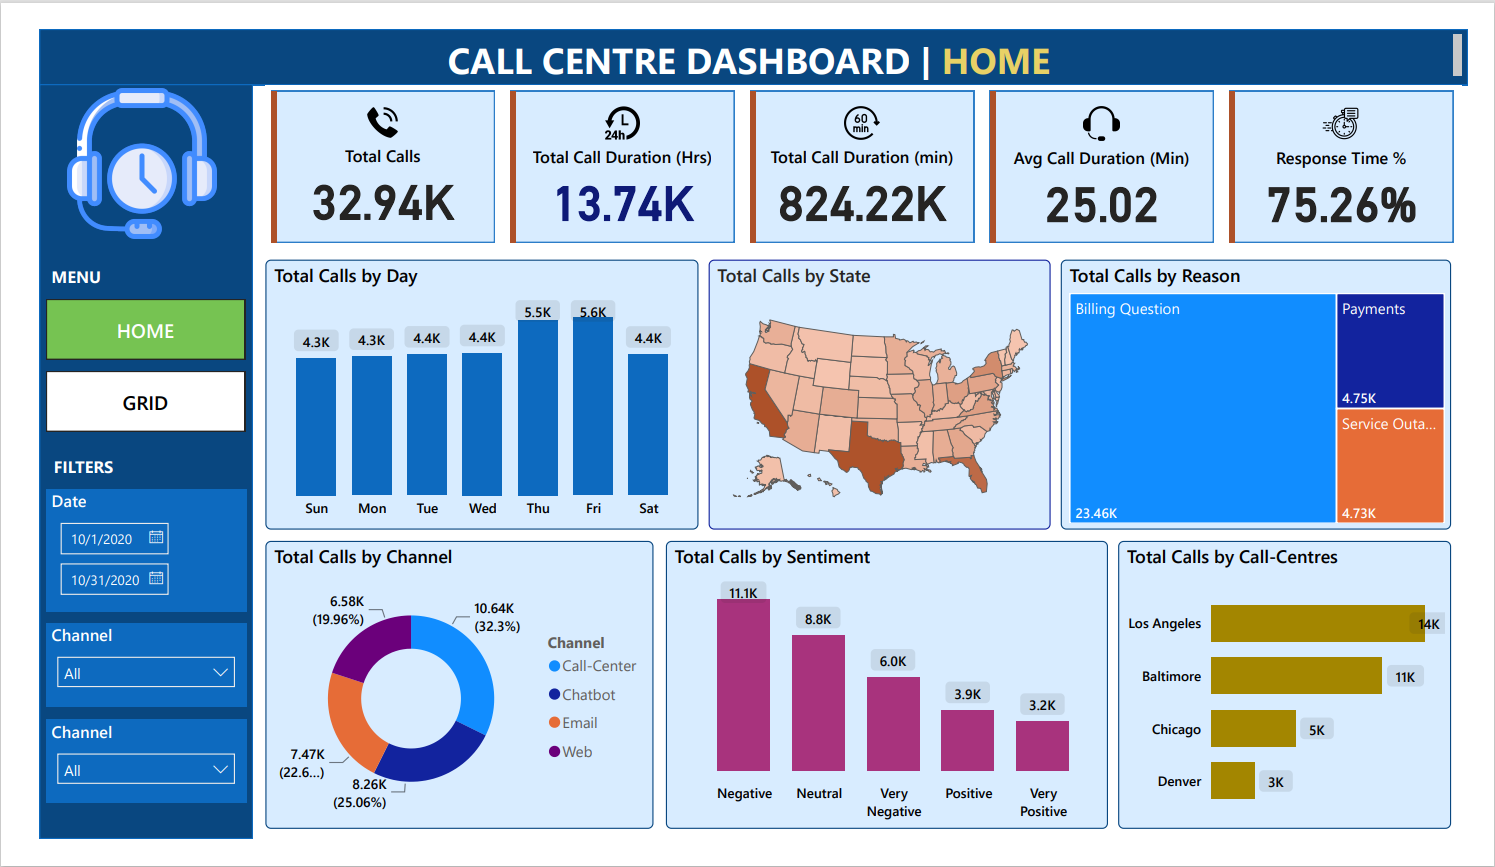 CALL CENTRE DASHBOARD | HOME
Total Calls
32.94K
24h
Total Call Duration (Hrs)
13.74K
60
min
Total Call Duration (min)
824.22K
Avg Call Duration (Min)
25.02
Response Time %
75.26%
MENU
HOME
GRID
FILTERS
Date
10/1/2020
10/31/2020
Channel
All
Channel
All
Total Calls by Day
4.3K 4.3K 4.4K 4.4K 5.5K 5.6K 4.4K
Sun Mon Tue Wed Thu Fri Sat
Total Calls by State
Total Calls by Reason
Billing Question
23.46K
Payments
4.75K
Service Outa...
4.73K
Total Calls by Channel
6.58K
(19.96%)
10.64K
(32.3%)
7.47K
(22.6...)
8.26K
(25.06%)
Channel
Call-Center
Chatbot
Email
Web
Total Calls by Sentiment
11.1K 8.8K 6.0K 3.9K 3.2K
Negative Neutral Very Negative Positive Very Positive
Total Calls by Call-Centres
Los Angeles 14K
Baltimore 11K
Chicago 5K
Denver 3K